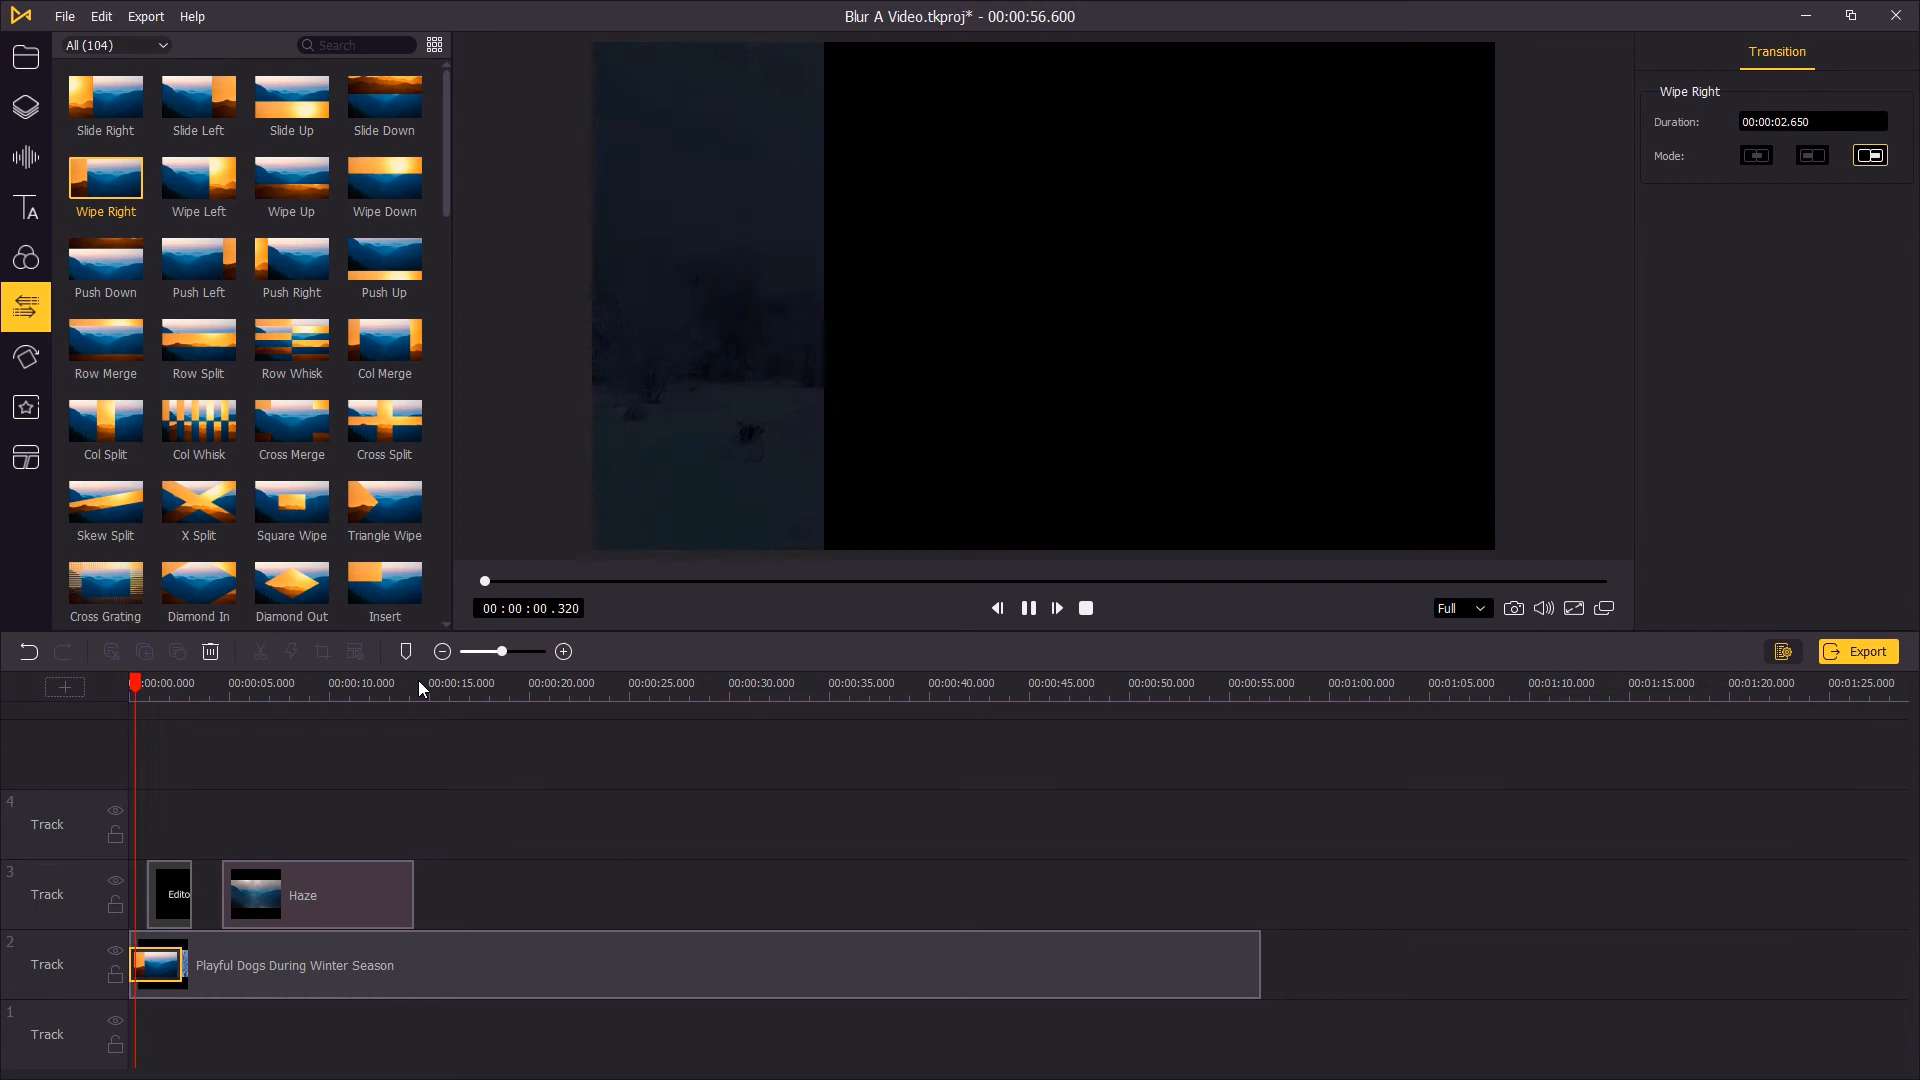 File Edit Export Help
Blur A Video.tkproj* - 00:00:56.600
All (104)
Search
Slide Right Slide Left Slide Up Slide Down
Wipe Right Wipe Left Wipe Up Wipe Down
Push Down Push Left Push Right Push Up
Row Merge Row Split Row Whisk Col Merge
Col Split Col Whisk Cross Merge Cross Split
Skew Split X Split Square Wipe Triangle Wipe
Cross Grating Diamond In Diamond Out Insert
Transition
Wipe Right
Duration: 00:00:02.650
Mode:
00 : 00 : 00 . 320
Full
Export
:00:00.000 00:00:05.000 00:00:10.000 00:00:15.000 00:00:20.000 00:00:25.000 00:00:30.000 00:00:35.000 00:00:40.000 00:00:45.000 00:00:50.000 00:00:55.000 00:01:00.000 00:01:05.000 00:01:10.000 00:01:15.000 00:01:20.000 00:01:25.000
4
Track
3
Track
Edito
Haze
2
Track
Playful Dogs During Winter Season
1
Track